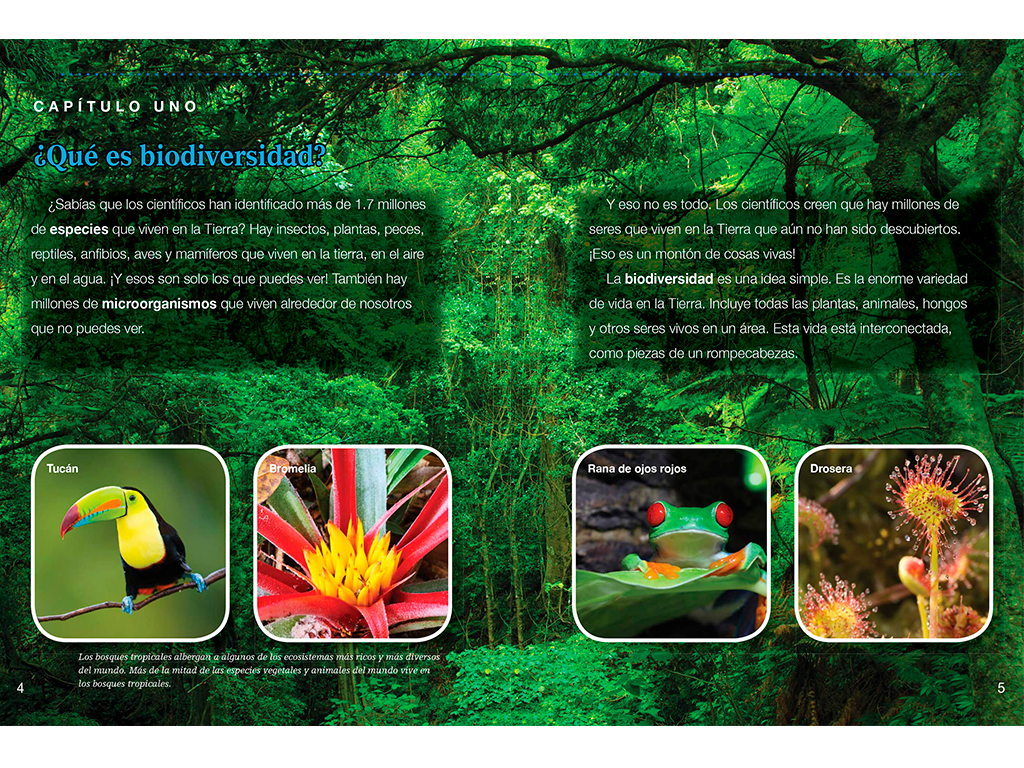 CAPÍTULO UNO
¿Qué es biodiversidad?
¿Sabías que los científicos han identificado más de 1.7 millones
de especies que viven en la Tierra? Hay insectos, plantas, peces,
reptiles, anfibios, aves y mamíferos que viven en la tierra, en el aire
y en el agua. ¡Y esos son solo los que puedes ver! También hay
millones de microorganismos que viven alrededor de nosotros
que no puedes ver.
Tucán
Bromelia
Los bosques tropicales albergan a algunos de los ecosistemas más ricos y más diversos
del mundo. Más de la mitad de las especies vegetales y animales del mundo vive en
los bosques tropicales.
4
Y eso no es todo. Los científicos creen que hay millones de
seres que viven en la Tierra que aún no han sido descubiertos.
¡Eso es un montón de cosas vivas!
La biodiversidad es una idea simple. Es la enorme variedad
de vida en la Tierra. Incluye todas las plantas, animales, hongos
y otros seres vivos en un área. Esta vida está interconectada,
como piezas de un rompecabezas.
Rana de ojos rojos
Drosera
5